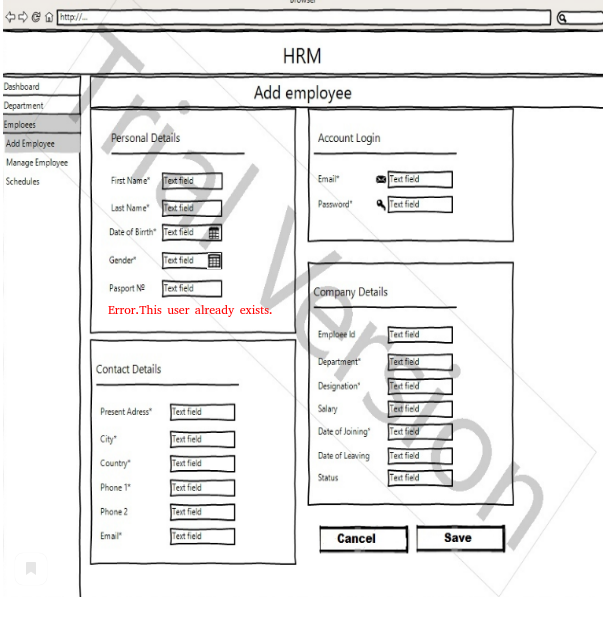 Browser
http://...
HRM
Dashboard
Department
Emploees
Add Employee
Manage Employee
Schedules
Add employee
Personal Details
First Name* Text field
Last Name* Text field
Date of Birth* Text field
Gender* Text field
Pasport № Text field
Error.This user already exists.
Contact Details
Present Adress* Text field
City* Text field
Country* Text field
Phone 1* Text field
Phone 2 Text field
Email* Text field
Account Login
Email* Text field
Password* Text field
Company Details
Emploee Id Text field
Department* Text field
Designation* Text field
Salary Text field
Date of Joining* Text field
Date of Leaving Text field
Status Text field
Cancel Save
Trial Version